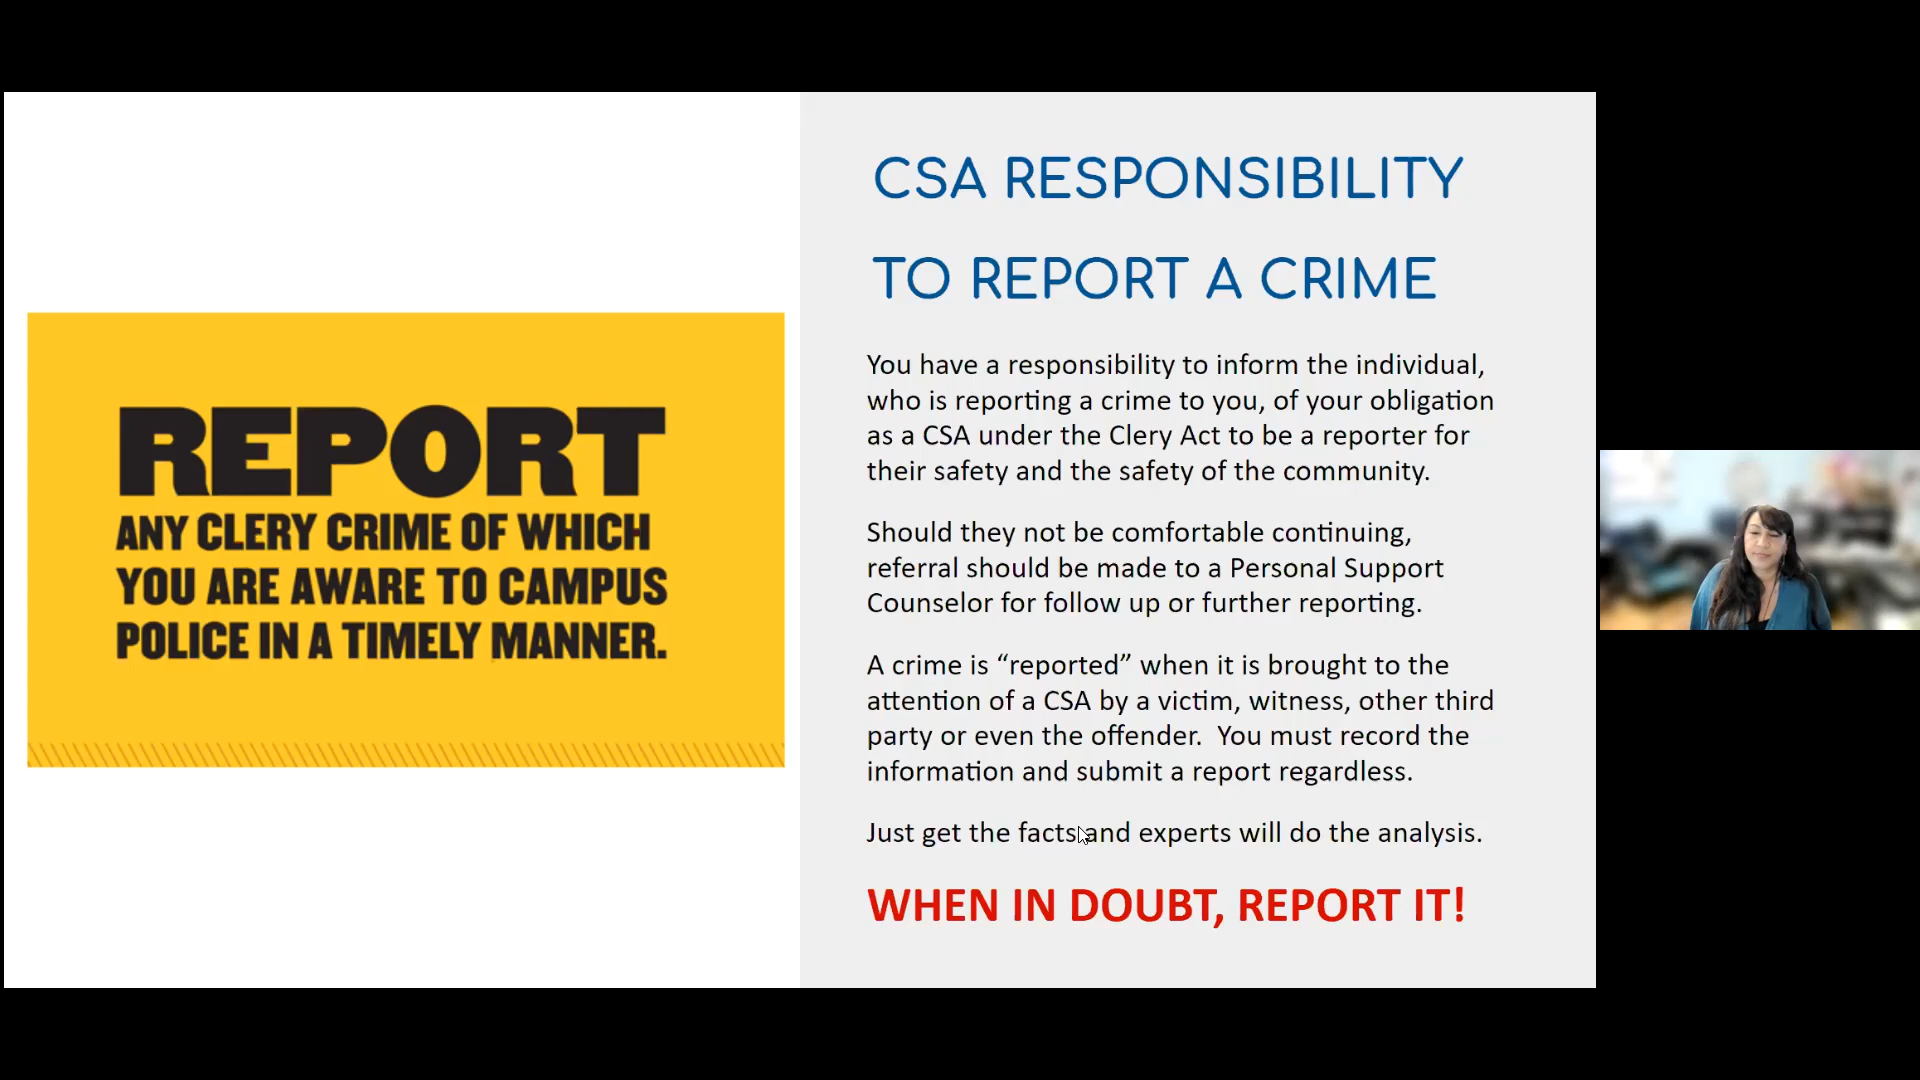 REPORT
ANY CLERY CRIME OF WHICH
YOU ARE AWARE TO CAMPUS
POLICE IN A TIMELY MANNER.
CSA RESPONSIBILITY
TO REPORT A CRIME
You have a responsibility to inform the individual,
who is reporting a crime to you, of your obligation
as a CSA under the Clery Act to be a reporter for
their safety and the safety of the community.
Should they not be comfortable continuing,
referral should be made to a Personal Support
Counselor for follow up or further reporting.
A crime is “reported” when it is brought to the
attention of a CSA by a victim, witness, other third
party or even the offender.  You must record the
information and submit a report regardless.
Just get the facts and experts will do the analysis.
WHEN IN DOUBT, REPORT IT!